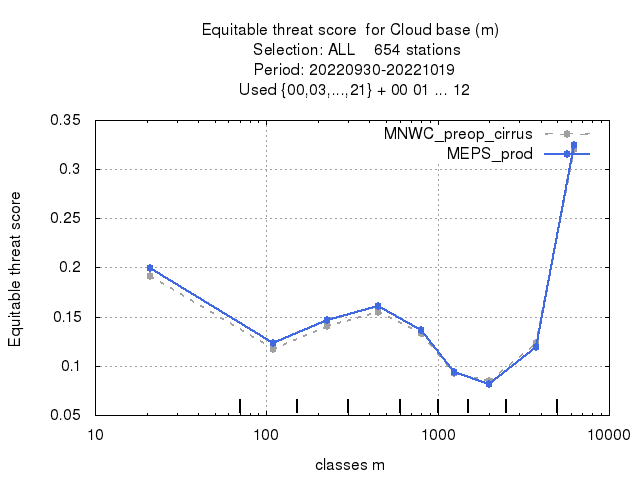 Equitable threat score  for Cloud base (m)
Selection: ALL    654 stations
Period: 20220930-20221019
Used {00,03,...,21} + 00 01 ... 12
MNWC_preop_cirrus
MEPS_prod
Equitable threat score
0.35
0.3
0.25
0.2
0.15
0.1
0.05
10 100 1000 10000
classes m